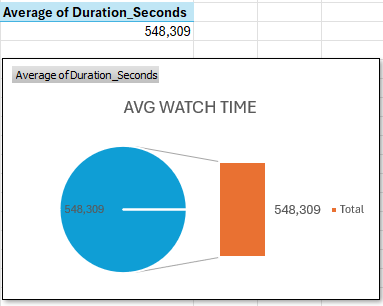 Average of Duration_Seconds
548,309
Average of Duration_Seconds
AVG WATCH TIME
548,309
548,309
Total